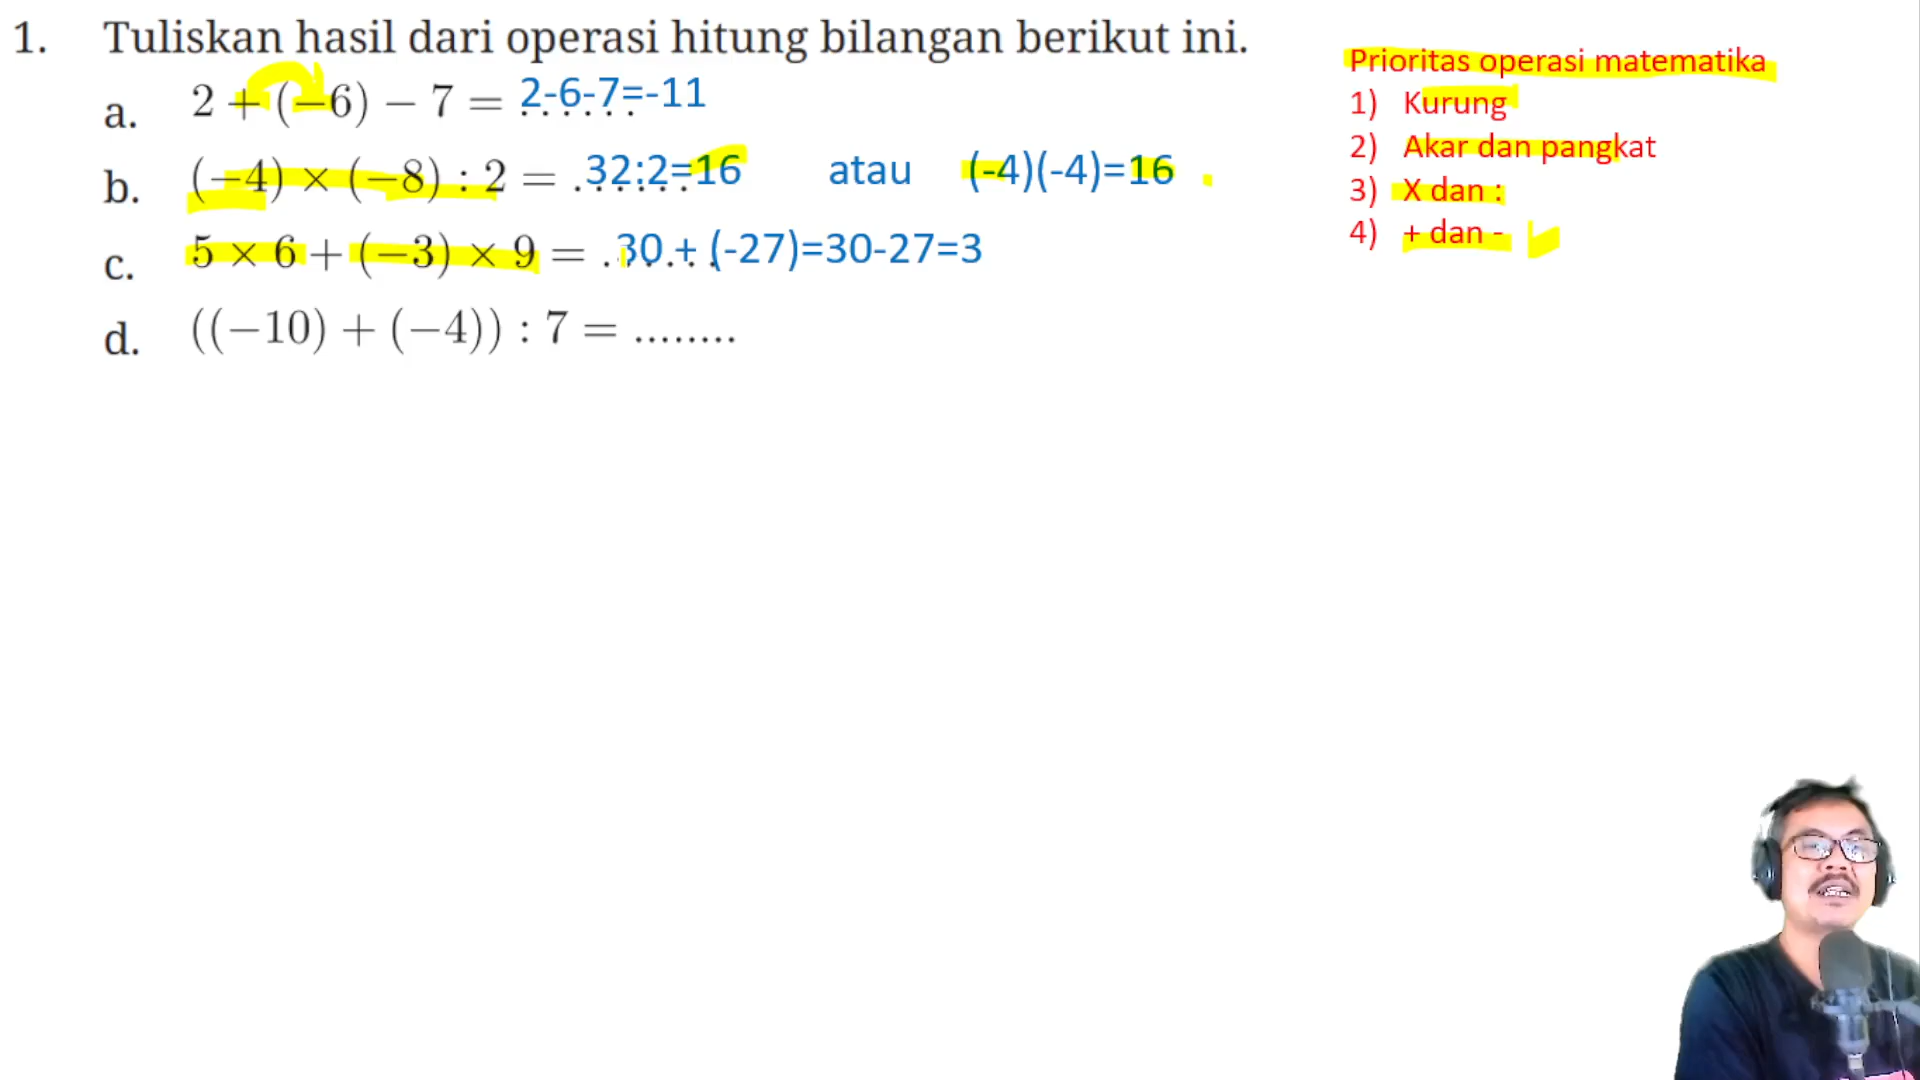 1. Tuliskan hasil dari operasi hitung bilangan berikut ini.
a. 2 + (−6) − 7 = ...... 2-6-7=-11
b. (−4) × (−8) : 2 = ...... 32:2=16 atau (-4)(-4)=16
c. 5 × 6 + (−3) × 9 = ...... 30 + (-27)=30-27=3
d. ((−10) + (−4)) : 7 = ........
Prioritas operasi matematika
1) Kurung
2) Akar dan pangkat
3) X dan :
4) + dan -